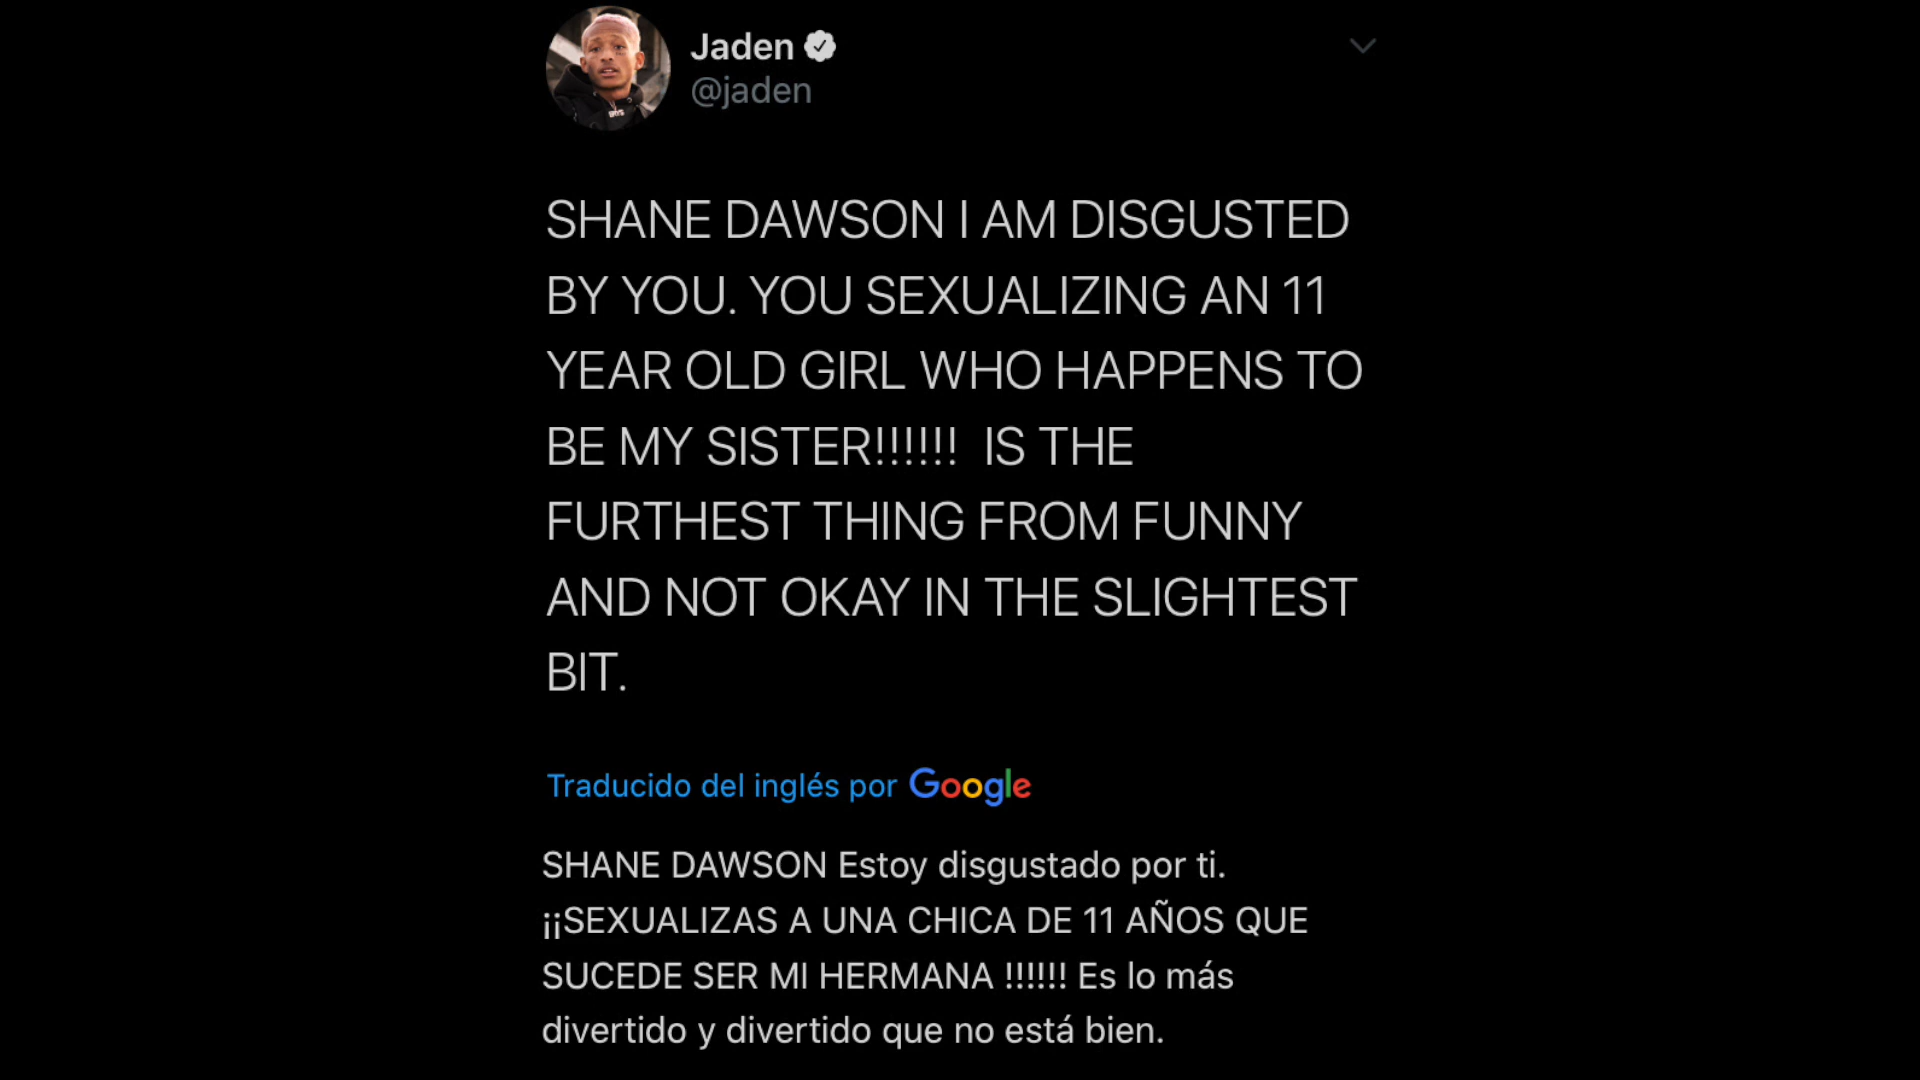 Jaden
@jaden
SHANE DAWSON I AM DISGUSTED
BY YOU. YOU SEXUALIZING AN 11
YEAR OLD GIRL WHO HAPPENS TO
BE MY SISTER!!!!!! IS THE
FURTHEST THING FROM FUNNY
AND NOT OKAY IN THE SLIGHTEST
BIT.
Traducido del inglés por Google
SHANE DAWSON Estoy disgustado por ti.
¡¡SEXUALIZAS A UNA CHICA DE 11 AÑOS QUE
SUCEDE SER MI HERMANA !!!!!! Es lo más
divertido y divertido que no está bien.